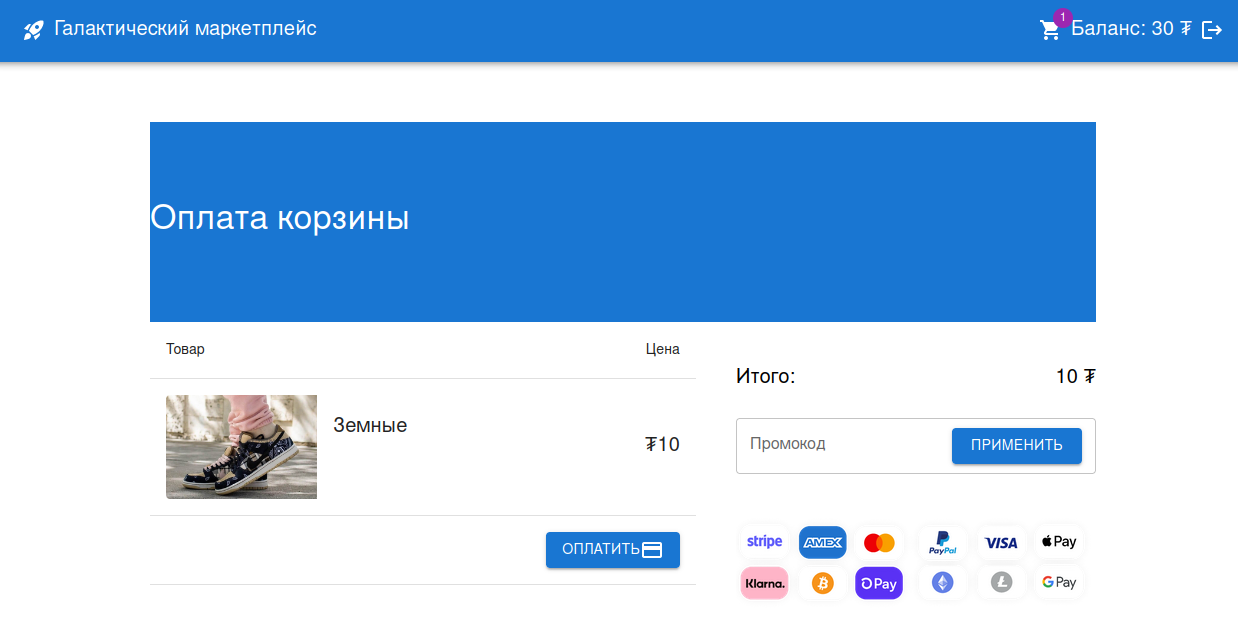 Галактический маркетплейс
1
Баланс: 30 ₮
Оплата корзины
Товар Цена
Земные
₮10
ОПЛАТИТЬ
Итого: 10 ₮
Промокод ПРИМЕНИТЬ
stripe AMEX PayPal VISA Pay
Klarna. Pay G Pay